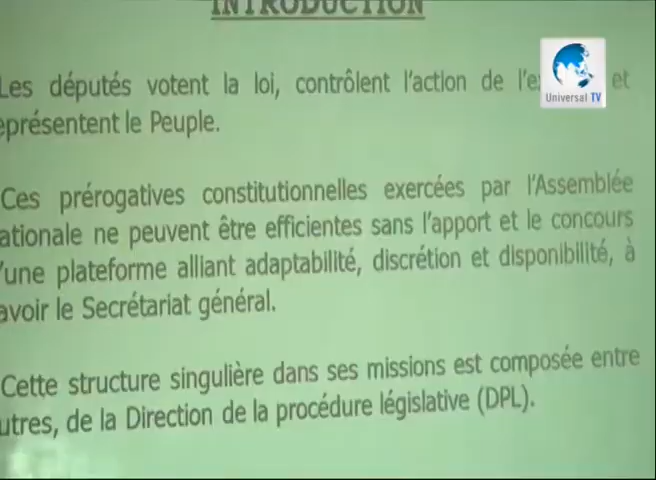 INTRODUCTION
Les députés votent la loi, contrôlent l'action de l'ex et
eprésentent le Peuple.
Ces prérogatives constitutionnelles exercées par l'Assemblée
ationale ne peuvent être efficientes sans l'apport et le concours
'une plateforme alliant adaptabilité, discrétion et disponibilité, à
avoir le Secrétariat général.
Cette structure singulière dans ses missions est composée entre
utres, de la Direction de la procédure législative (DPL).
Universal TV